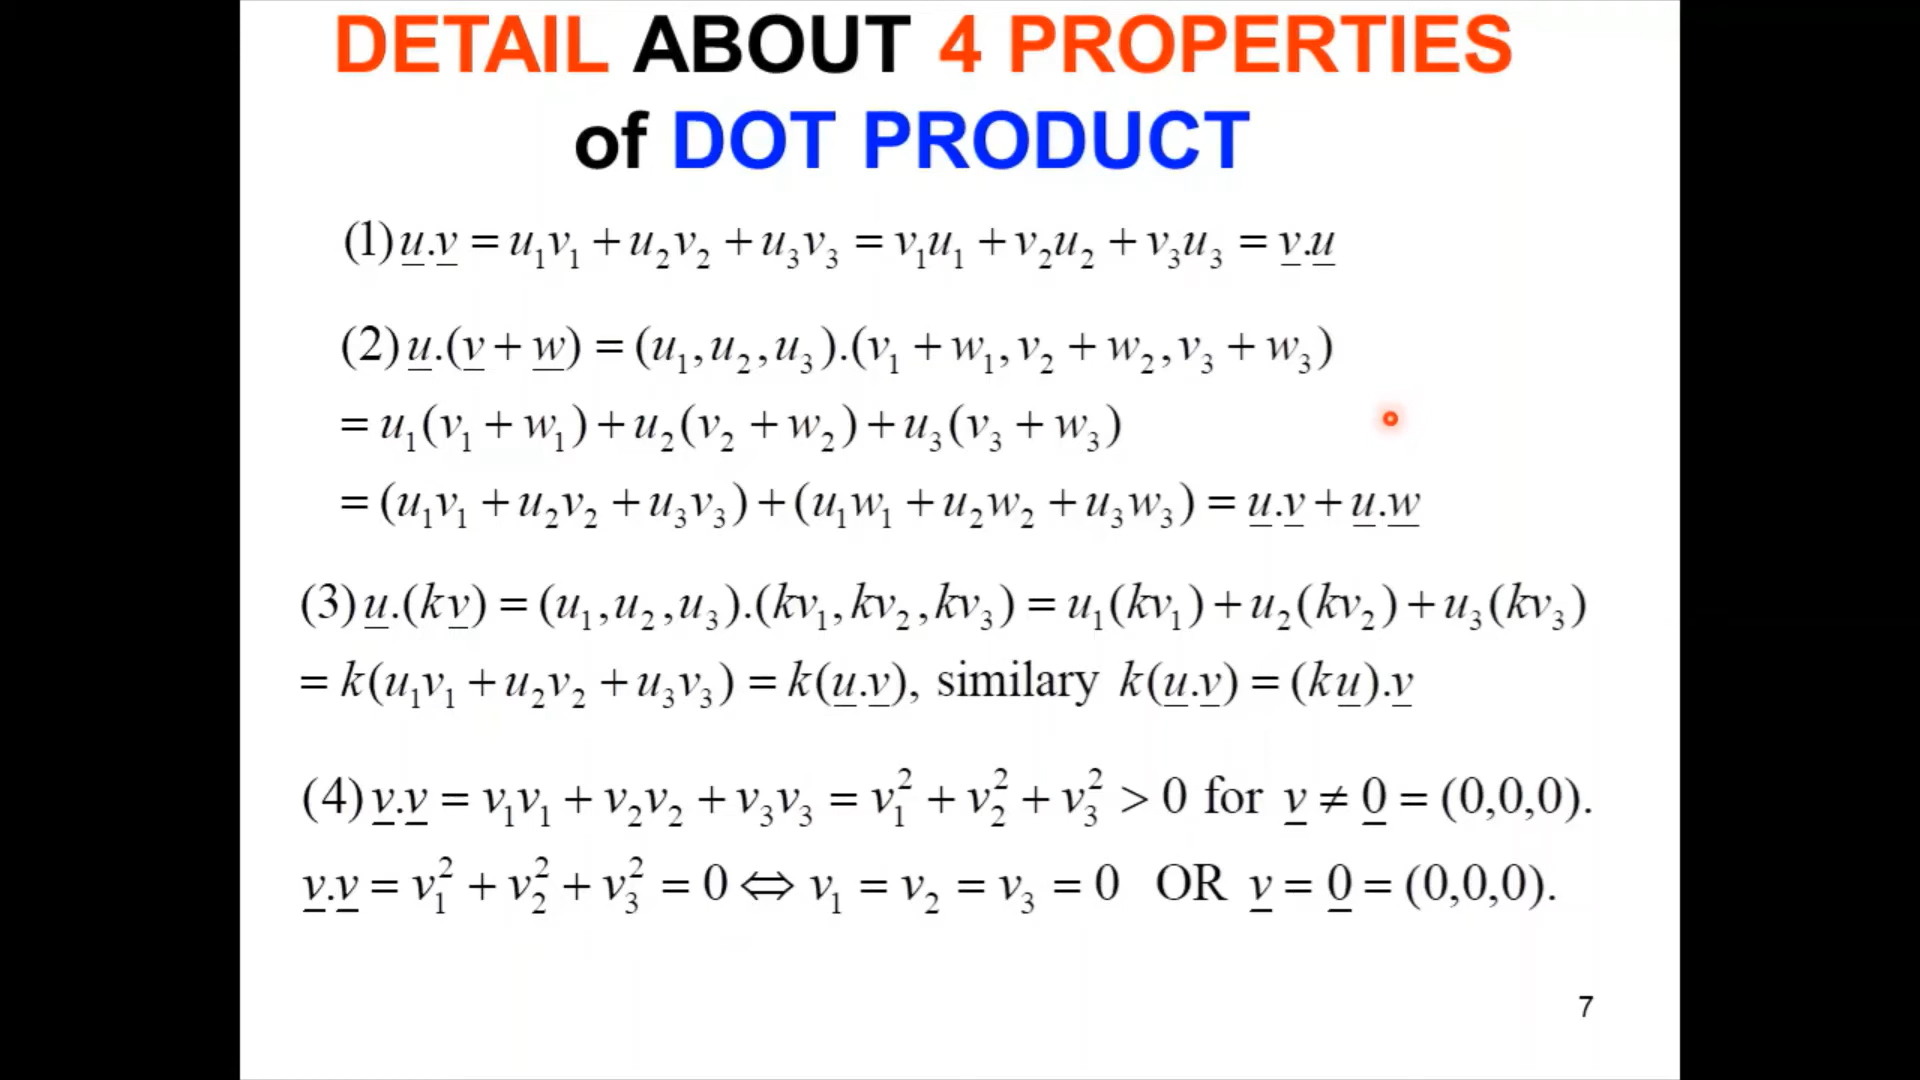 DETAIL ABOUT 4 PROPERTIES
of DOT PRODUCT
(1) u.v = u₁v₁ + u₂v₂ + u₃v₃ = v₁u₁ + v₂u₂ + v₃u₃ = v.u
(2) u.(v + w) = (u₁,u₂,u₃).(v₁ + w₁,v₂ + w₂,v₃ + w₃)
= u₁(v₁ + w₁) + u₂(v₂ + w₂) + u₃(v₃ + w₃)
= (u₁v₁ + u₂v₂ + u₃v₃) + (u₁w₁ + u₂w₂ + u₃w₃) = u.v + u.w
(3) u.(kv) = (u₁,u₂,u₃).(kv₁,kv₂,kv₃) = u₁(kv₁) + u₂(kv₂) + u₃(kv₃)
= k(u₁v₁ + u₂v₂ + u₃v₃) = k(u.v), similary k(u.v) = (ku).v
(4) v.v = v₁v₁ + v₂v₂ + v₃v₃ = v₁² + v₂² + v₃² > 0 for v ≠ 0 = (0,0,0).
v.v = v₁² + v₂² + v₃² = 0 ⇔ v₁ = v₂ = v₃ = 0 OR v = 0 = (0,0,0).
7